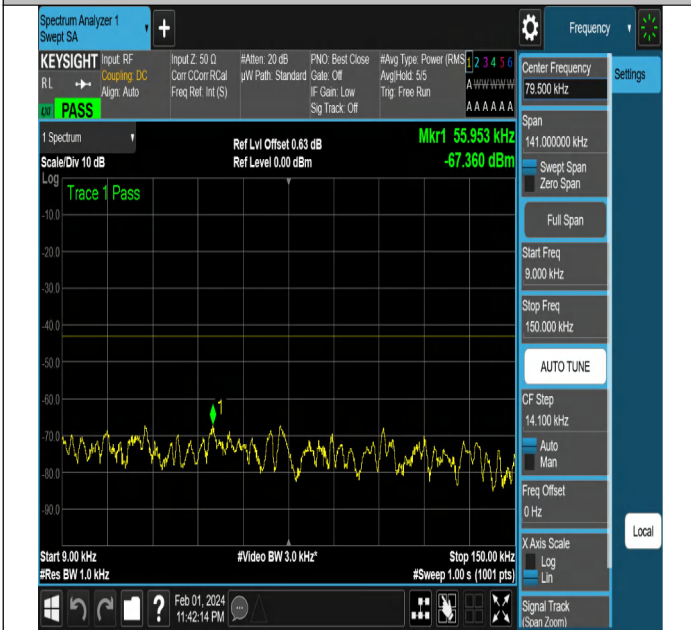 Spectrum Analyzer 1
Swept SA
Frequency
KEYSIGHT
RL
PASS
Input: RF
Coupling: DC
Align: Auto
Input Z: 50 Ω
Corr CCorr RCal
Freq Ref: Int (S)
#Atten: 20 dB
µW Path: Standard
PNO: Best Close
Gate: Off
IF Gain: Low
Sig Track: Off
#Avg Type: Power (RMS
Avg|Hold: 5/5
Trig: Free Run
1 2 3 4 5 6
A W W W W W
A A A A A A
1 Spectrum
Scale/Div 10 dB
Log
Ref Lvl Offset 0.63 dB
Ref Level 0.00 dBm
Mkr1 55.953 kHz
-67.360 dBm
Trace 1 Pass
-10.0
-20.0
-30.0
-40.0
-50.0
-60.0
-70.0
-80.0
-90.0
1
Start 9.00 kHz
#Res BW 1.0 kHz
#Video BW 3.0 kHz*
Stop 150.00 kHz
#Sweep 1.00 s (1001 pts)
?
Feb 01, 2024
11:42:14 PM
Center Frequency
79.500 kHz
Settings
Span
141.000000 kHz
Swept Span
Zero Span
Full Span
Start Freq
9.000 kHz
Stop Freq
150.000 kHz
AUTO TUNE
CF Step
14.100 kHz
Auto
Man
Freq Offset
0 Hz
Local
X Axis Scale
Log
Lin
Signal Track
(Span Zoom)